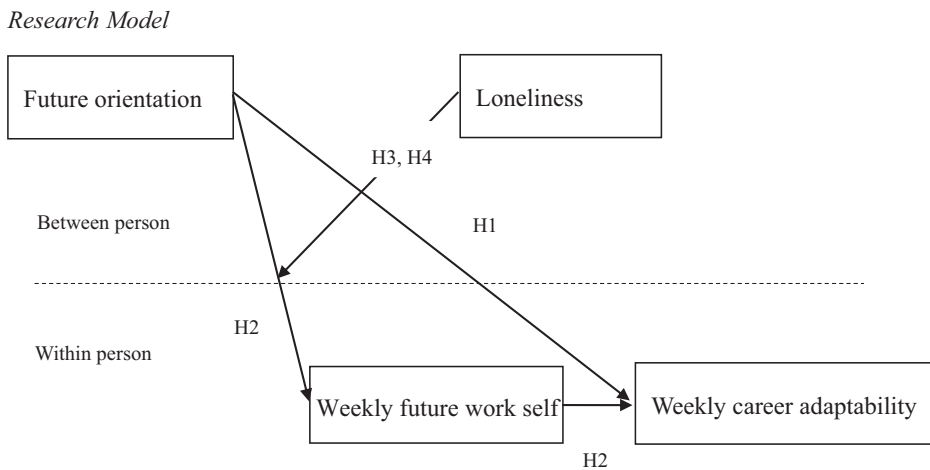 Research Model
Future orientation
Loneliness
H3, H4
Between person
H1
H2
Within person
Weekly future work self
Weekly career adaptability
H2